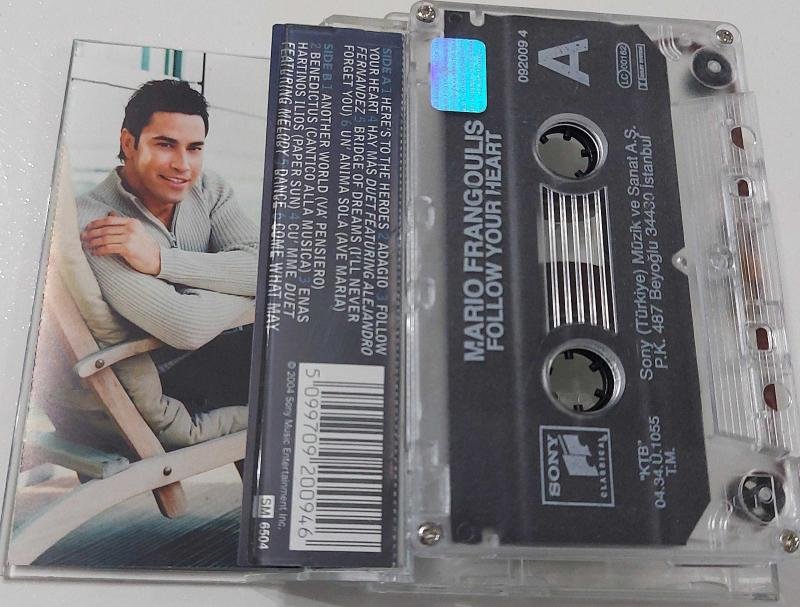 SIDE A 1 HERE'S TO THE HEROES 2 ADAGIO 3 FOLLOW
YOUR HEART 4 HAY MAS DUET FEATURING ALEJANDRO
FERNANDEZ 5 BRIDGE OF DREAMS (I'LL NEVER
FORGET YOU) 6 UN' ANIMA SOLA (AVE MARIA)
SIDE B 1 ANOTHER WORLD (VA' PENSIERO)
2 BENEDICTUS (CANTICO ALLA MUSICA) 3 ENAS
HARTINOS ILIOS (PAPER SUN) 4 CU' MME DUET
FEATURING MELODY 5 DANCE 6 COME WHAT MAY
© 2004 Sony Music Entertainment Inc.
5 099709 200946
SM 6504
092009 4
A
LC 00162
MARIO FRANGOULIS
FOLLOW YOUR HEART
Sony (Türkiye) Müzik ve Sanat A.Ş.
P.K. 487 Beyoğlu 34430 İstanbul
SONY
CLASSICAL
"KTB"
04.34.Ü.1055
T.M.